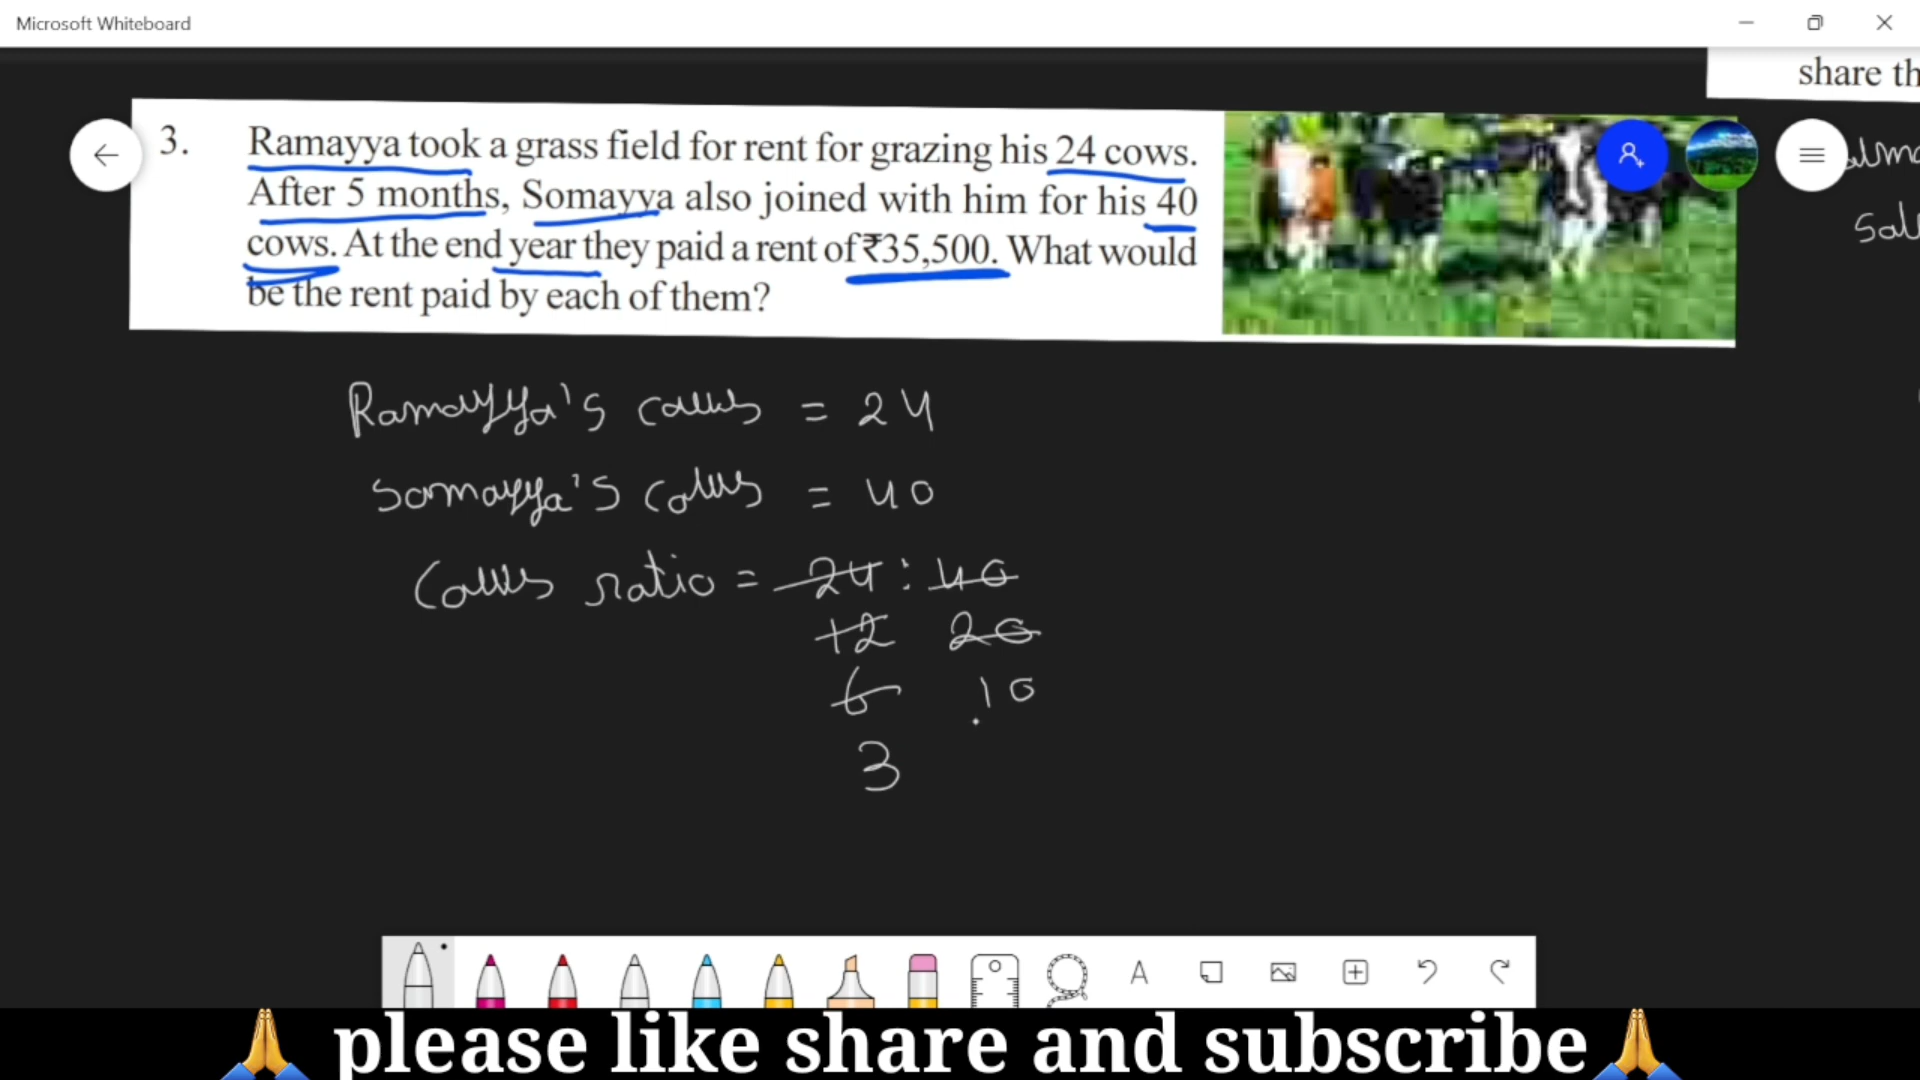 Microsoft Whiteboard
share th
3. Ramayya took a grass field for rent for grazing his 24 cows.
After 5 months, Somayya also joined with him for his 40
cows. At the end year they paid a rent of ₹35,500. What would
be the rent paid by each of them?
Sal
Ramayya's cows = 24
Somayya's cows = 40
Cows ratio = 24 : 40
12 20
6 10
3
A
🙏 please like share and subscribe 🙏